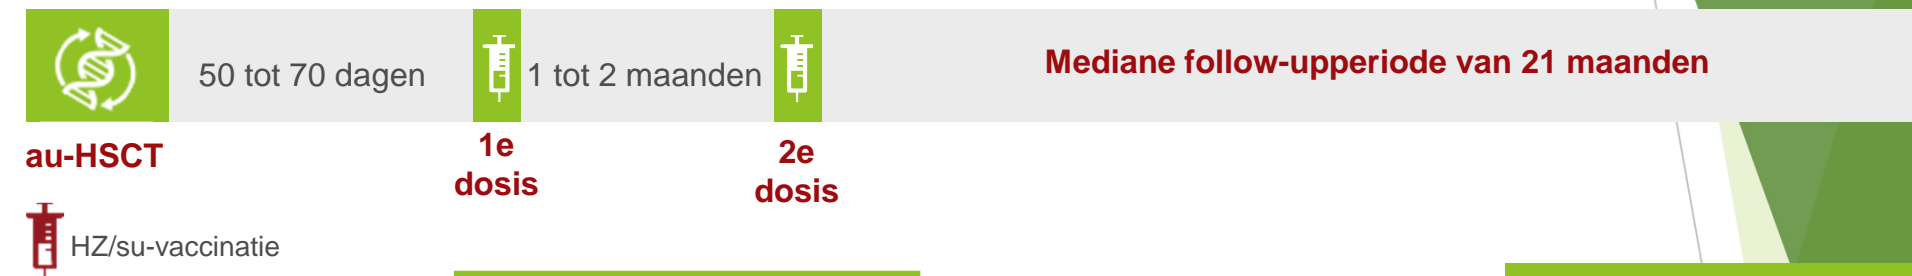 50 tot 70 dagen
1 tot 2 maanden
Mediane follow-upperiode van 21 maanden
au-HSCT
1e
dosis
2e
dosis
HZ/su-vaccinatie